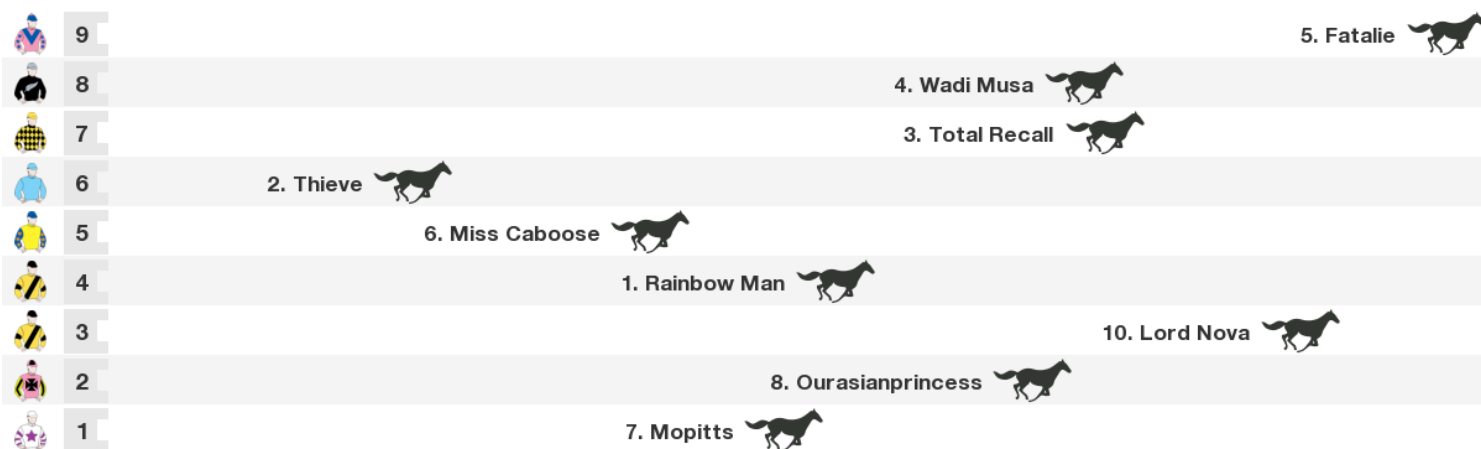 9 5. Fatalie
8 4. Wadi Musa
7 3. Total Recall
6 2. Thieve
5 6. Miss Caboose
4 1. Rainbow Man
3 10. Lord Nova
2 8. Ourasianprincess
1 7. Mopitts